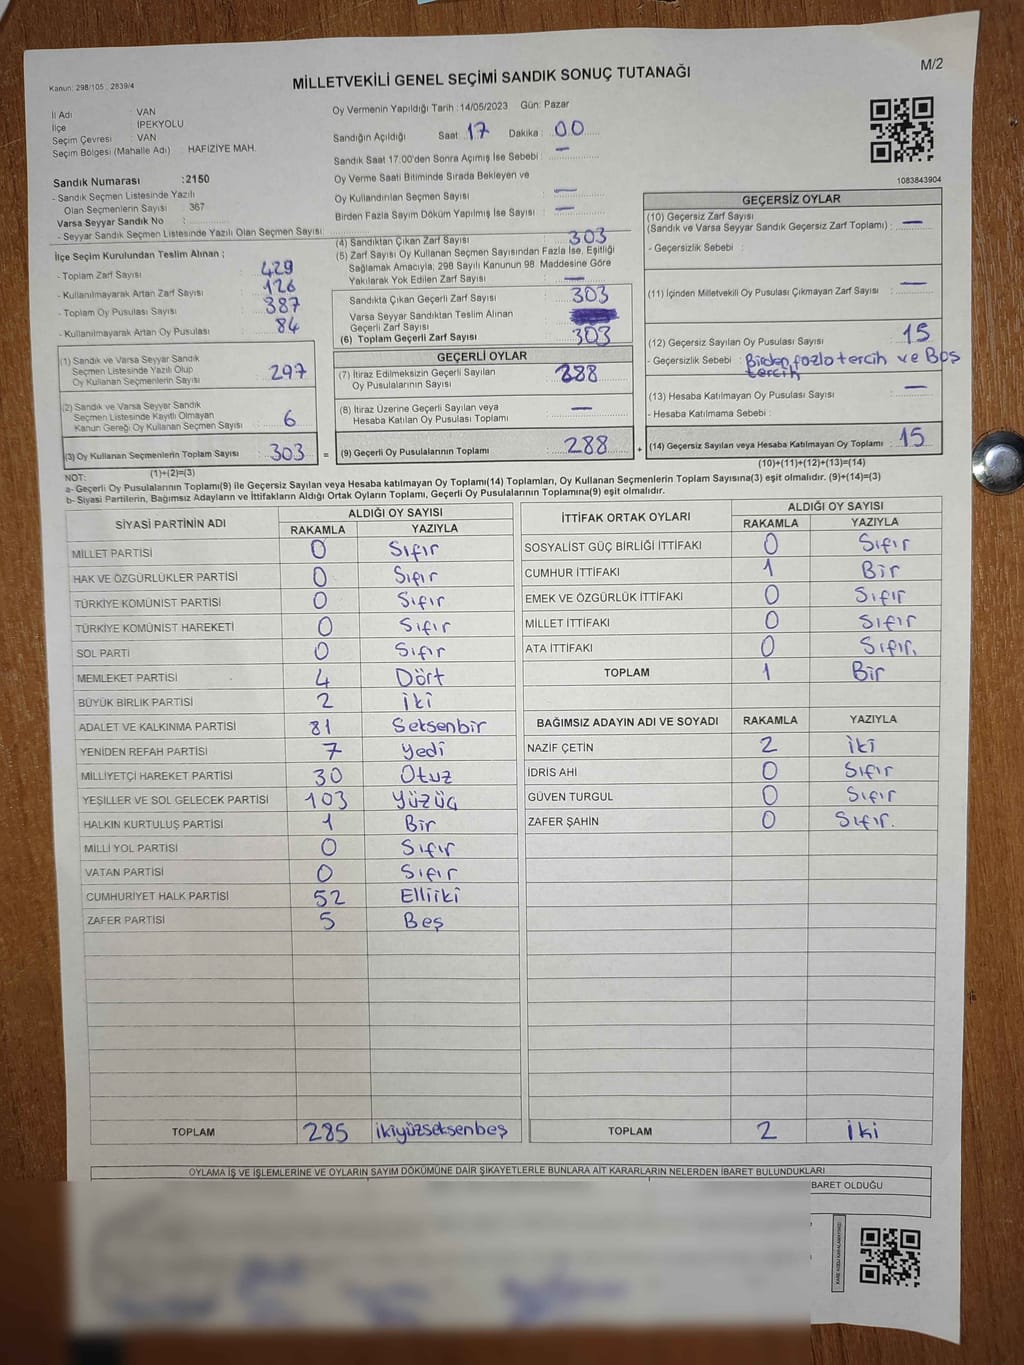 Kanun: 298/105 , 2839/4
MİLLETVEKİLİ GENEL SEÇİMİ SANDIK SONUÇ TUTANAĞI
M/2
İl Adı : VAN
İlçe : İPEKYOLU
Seçim Çevresi : VAN
Seçim Bölgesi (Mahalle Adı) HAFIZİYE MAH.
Sandık Numarası :2150
- Sandık Seçmen Listesinde Yazılı
Olan Seçmenlerin Sayısı : 367
Varsa Seyyar Sandık No :
- Seyyar Sandık Seçmen Listesinde Yazılı Olan Seçmen Sayısı:
Oy Vermenin Yapıldığı Tarih :14/05/2023 Gün: Pazar
Sandığın Açıldığı Saat: 17 Dakika : 00
Sandık Saat 17:00'den Sonra Açımış İse Sebebi : —
Oy Verme Saati Bitiminde Sırada Bekleyen ve
Oy Kullandırılan Seçmen Sayısı : —
Birden Fazla Sayım Döküm Yapılmış İse Sayısı : —
1083843904
İlçe Seçim Kurulundan Teslim Alınan ;
- Toplam Zarf Sayısı : 429
- Kullanılmayarak Artan Zarf Sayısı : 126
- Toplam Oy Pusulası Sayısı : 387
- Kullanılmayarak Artan Oy Pusulası : 84
(1) Sandık ve Varsa Seyyar Sandık
Seçmen Listesinde Yazılı Olup
Oy Kullanan Seçmenlerin Sayısı : 297
(2) Sandık ve Varsa Seyyar Sandık
Seçmen Listesinde Kayıtlı Olmayan
Kanun Gereği Oy Kullanan Seçmen Sayısı : 6
(3) Oy Kullanan Seçmenlerin Toplam Sayısı : 303 =
(1)+(2)=(3)
(4) Sandıktan Çıkan Zarf Sayısı : 303
(5) Zarf Sayısı Oy Kullanan Seçmen Sayısından Fazla İse, Eşitliği
Sağlamak Amacıyla, 298 Sayılı Kanunun 98. Maddesine Göre
Yakılarak Yok Edilen Zarf Sayısı : —
Sandıkta Çıkan Geçerli Zarf Sayısı : 303
Varsa Seyyar Sandıktan Teslim Alınan
Geçerli Zarf Sayısı
(6) Toplam Geçerli Zarf Sayısı : 303
GEÇERLİ OYLAR
(7) İtiraz Edilmeksizin Geçerli Sayılan
Oy Pusulalarının Sayısı : 288
(8) İtiraz Üzerine Geçerli Sayılan veya
Hesaba Katılan Oy Pusulası Toplamı : —
(9) Geçerli Oy Pusulalarının Toplamı : 288 +
GEÇERSİZ OYLAR
(10) Geçersiz Zarf Sayısı
(Sandık ve Varsa Seyyar Sandık Geçersiz Zarf Toplamı) : —
- Geçersizlik Sebebi :
(11) İçinden Milletvekili Oy Pusulası Çıkmayan Zarf Sayısı : —
(12) Geçersiz Sayılan Oy Pusulası Sayısı : 15
- Geçersizlik Sebebi : Birden fazla tercih ve Boş
tercih
(13) Hesaba Katılmayan Oy Pusulası Sayısı : —
- Hesaba Katılmama Sebebi :
(14) Geçersiz Sayılan veya Hesaba Katılmayan Oy Toplamı : 15
(10)+(11)+(12)+(13)=(14)
NOT:
a- Geçerli Oy Pusulalarının Toplamı(9) ile Geçersiz Sayılan veya Hesaba Katılmayan Oy Toplamı(14) Toplamları, Oy Kullanan Seçmenlerin Toplam Sayısına(3) eşit olmalıdır. (9)+(14)=(3)
b- Siyasi Partilerin, Bağımsız Adayların ve İttifakların Aldığı Ortak Oyların Toplamı, Geçerli Oy Pusulalarının Toplamına(9) eşit olmalıdır.
SİYASİ PARTİNİN ADI ALDIĞI OY SAYISI
RAKAMLA YAZIYLA
MİLLET PARTİSİ 0 Sıfır
HAK VE ÖZGÜRLÜKLER PARTİSİ 0 Sıfır
TÜRKİYE KOMÜNİST PARTİSİ 0 Sıfır
TÜRKİYE KOMÜNİST HAREKETİ 0 Sıfır
SOL PARTİ 0 Sıfır
MEMLEKET PARTİSİ 4 Dört
BÜYÜK BİRLİK PARTİSİ 2 İki
ADALET VE KALKINMA PARTİSİ 81 Seksenbir
YENİDEN REFAH PARTİSİ 7 Yedi
MİLLİYETÇİ HAREKET PARTİSİ 30 Otuz
YEŞİLLER VE SOL GELECEK PARTİSİ 103 Yüzüç
HALKIN KURTULUŞ PARTİSİ 1 Bir
MİLLİ YOL PARTİSİ 0 Sıfır
VATAN PARTİSİ 0 Sıfır
CUMHURİYET HALK PARTİSİ 52 Elliiki
ZAFER PARTİSİ 5 Beş
TOPLAM 285 ikiyüzseksenbeş
İTTİFAK ORTAK OYLARI ALDIĞI OY SAYISI
RAKAMLA YAZIYLA
SOSYALİST GÜÇ BİRLİĞİ İTTİFAKI 0 Sıfır
CUMHUR İTTİFAKI 1 Bir
EMEK VE ÖZGÜRLÜK İTTİFAKI 0 Sıfır
MİLLET İTTİFAKI 0 Sıfır
ATA İTTİFAKI 0 Sıfır.
TOPLAM 1 Bir
BAĞIMSIZ ADAYIN ADI VE SOYADI RAKAMLA YAZIYLA
NAZİF ÇETİN 2 İki
İDRİS AHİ 0 Sıfır
GÜVEN TURGUL 0 Sıfır
ZAFER ŞAHİN 0 Sıfır.
TOPLAM 2 İki
OYLAMA İŞ VE İŞLEMLERİNE VE OYLARIN SAYIM DÖKÜMÜNE DAİR ŞİKAYETLERLE BUNLARA AİT KARARLARIN NELERDEN İBARET BULUNDUKLARI
BARET OLDUĞU